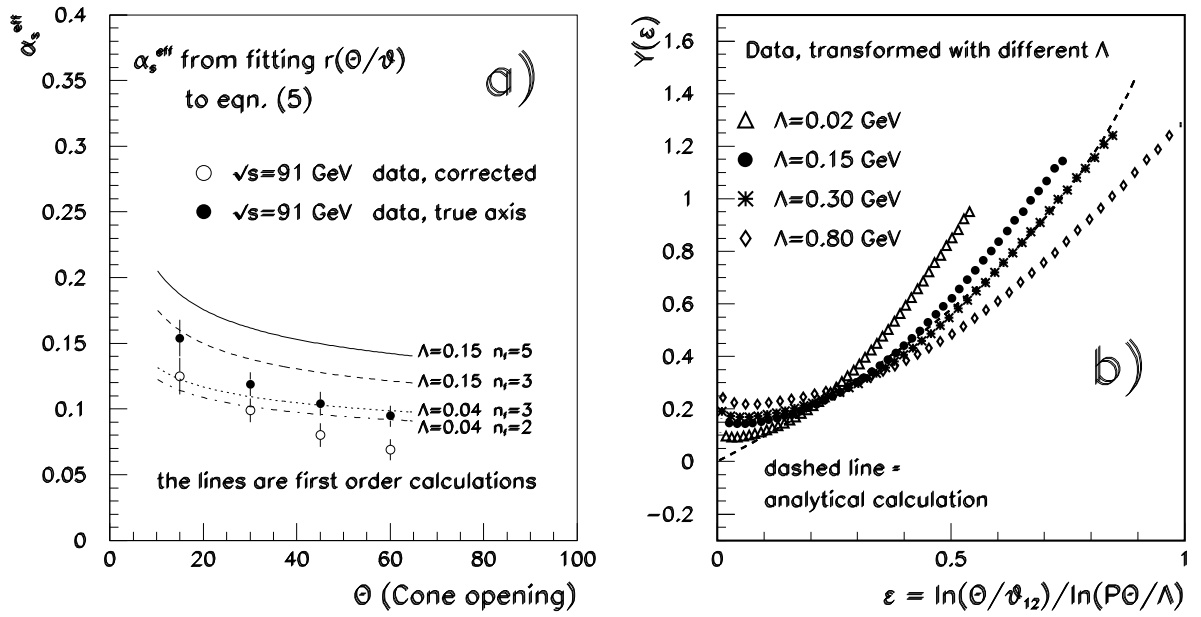 0.4
0.35
0.3
0.25
0.2
0.15
0.1
0.05
0
αₛᵉᶠᶠ
αₛᵉᶠᶠ from fitting r(Θ/ϑ)
to eqn. (5)
a)
√s=91 GeV data, corrected
√s=91 GeV data, true axis
Λ=0.15 n_f=5
Λ=0.15 n_f=3
Λ=0.04 n_f=3
Λ=0.04 n_f=2
the lines are first order calculations
0 20 40 60 80 100
Θ (Cone opening)
Y(ε)
1.6
1.4
1.2
1
0.8
0.6
0.4
0.2
0
−0.2
Data, transformed with different Λ
Λ=0.02 GeV
Λ=0.15 GeV
Λ=0.30 GeV
Λ=0.80 GeV
b)
dashed line =
analytical calculation
0 0.5 1
ε = ln(Θ/ϑ₁₂)/ln(PΘ/Λ)